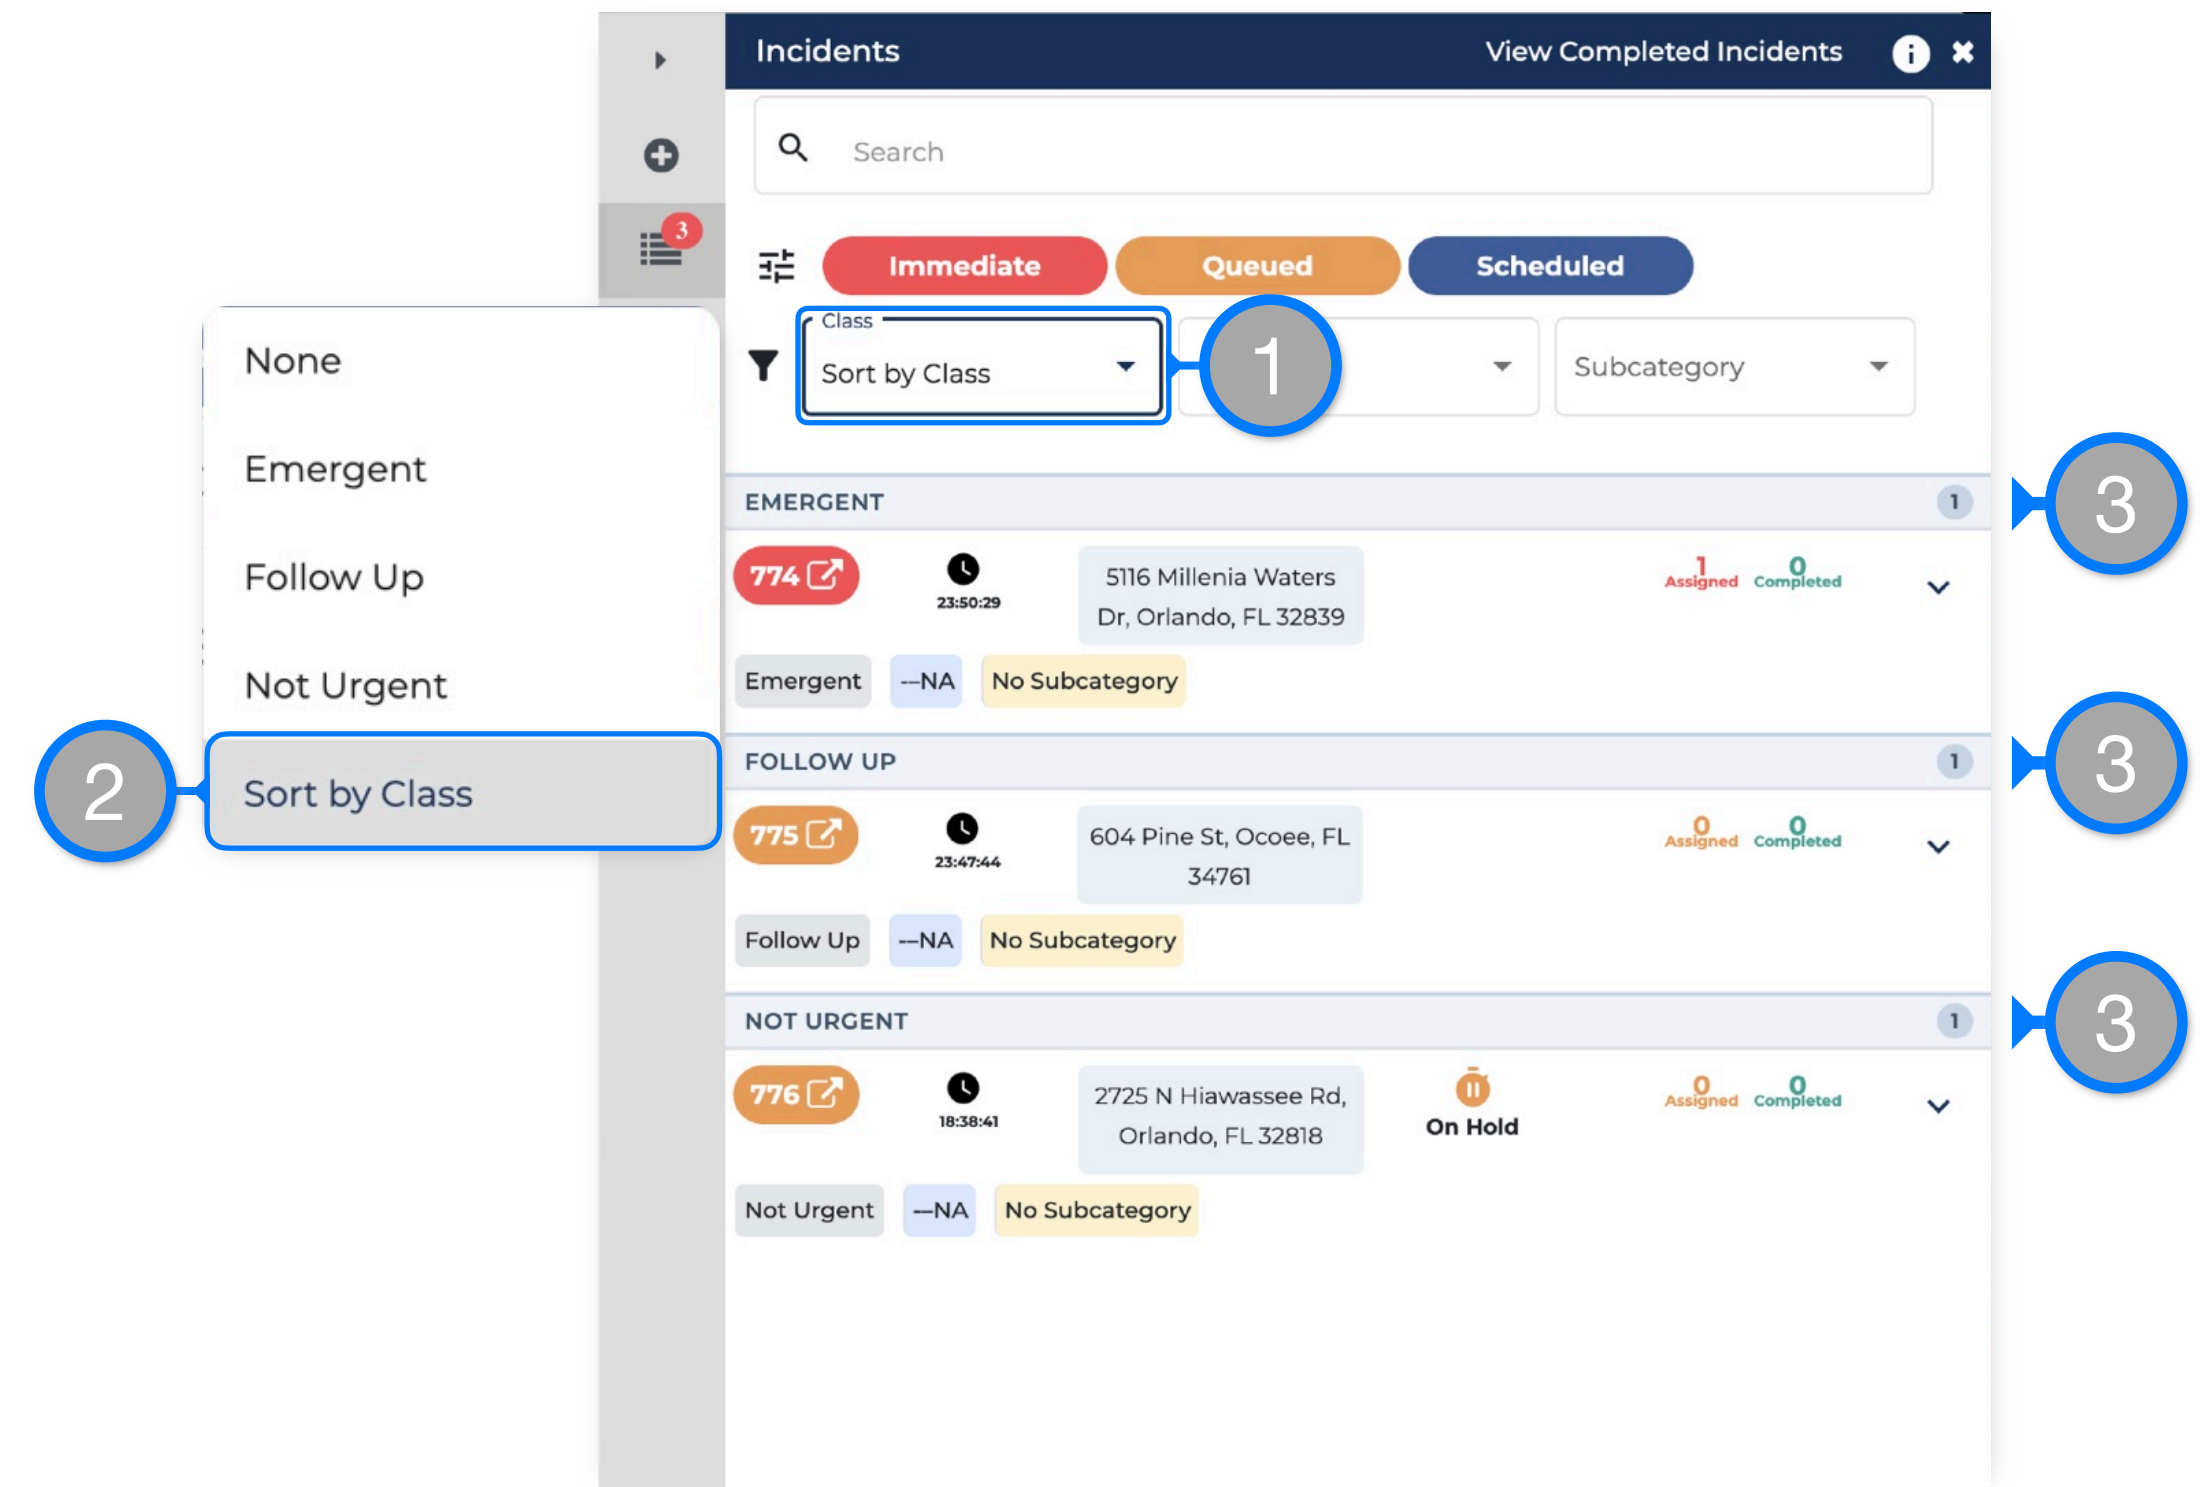 Incidents
View Completed Incidents
i
Search
3
Immediate
Queued
Scheduled
Class
Sort by Class
1
Subcategory
None
Emergent
Follow Up
Not Urgent
Sort by Class
2
EMERGENT
1
3
774
23:50:29
5116 Millenia Waters
Dr, Orlando, FL 32839
1
Assigned
0
Completed
Emergent
---NA
No Subcategory
FOLLOW UP
1
3
775
23:47:44
604 Pine St, Ocoee, FL
34761
0
Assigned
0
Completed
Follow Up
---NA
No Subcategory
NOT URGENT
1
3
776
18:38:41
2725 N Hiawassee Rd,
Orlando, FL 32818
On Hold
0
Assigned
0
Completed
Not Urgent
---NA
No Subcategory